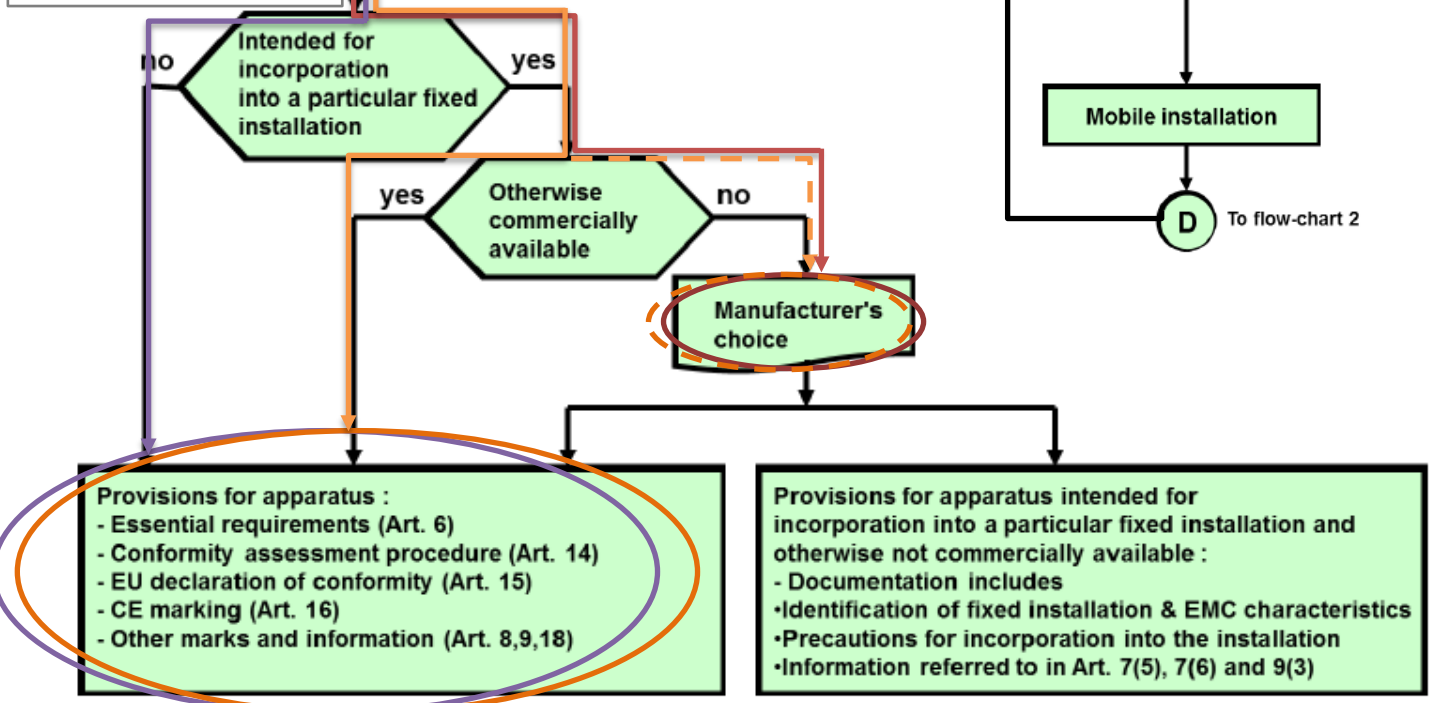 Intended for
incorporation
into a particular fixed
installation
no
yes
Mobile installation
Otherwise
commercially
available
yes
no
D
To flow-chart 2
Manufacturer's
choice
Provisions for apparatus :
- Essential requirements (Art. 6)
- Conformity assessment procedure (Art. 14)
- EU declaration of conformity (Art. 15)
- CE marking (Art. 16)
- Other marks and information (Art. 8,9,18)
Provisions for apparatus intended for
incorporation into a particular fixed installation and
otherwise not commercially available :
- Documentation includes
•Identification of fixed installation & EMC characteristics
•Precautions for incorporation into the installation
•Information referred to in Art. 7(5), 7(6) and 9(3)